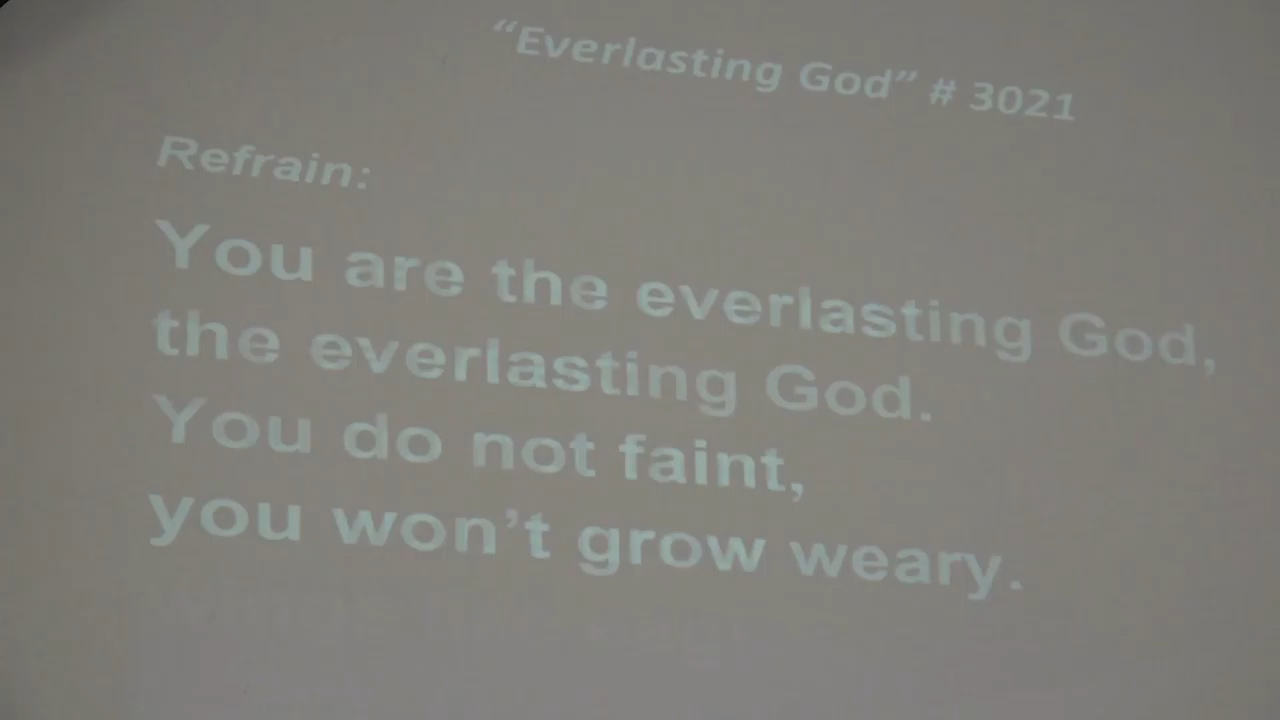 “Everlasting God” # 3021
Refrain:
You are the everlasting God,
the everlasting God.
You do not faint,
you won’t grow weary.